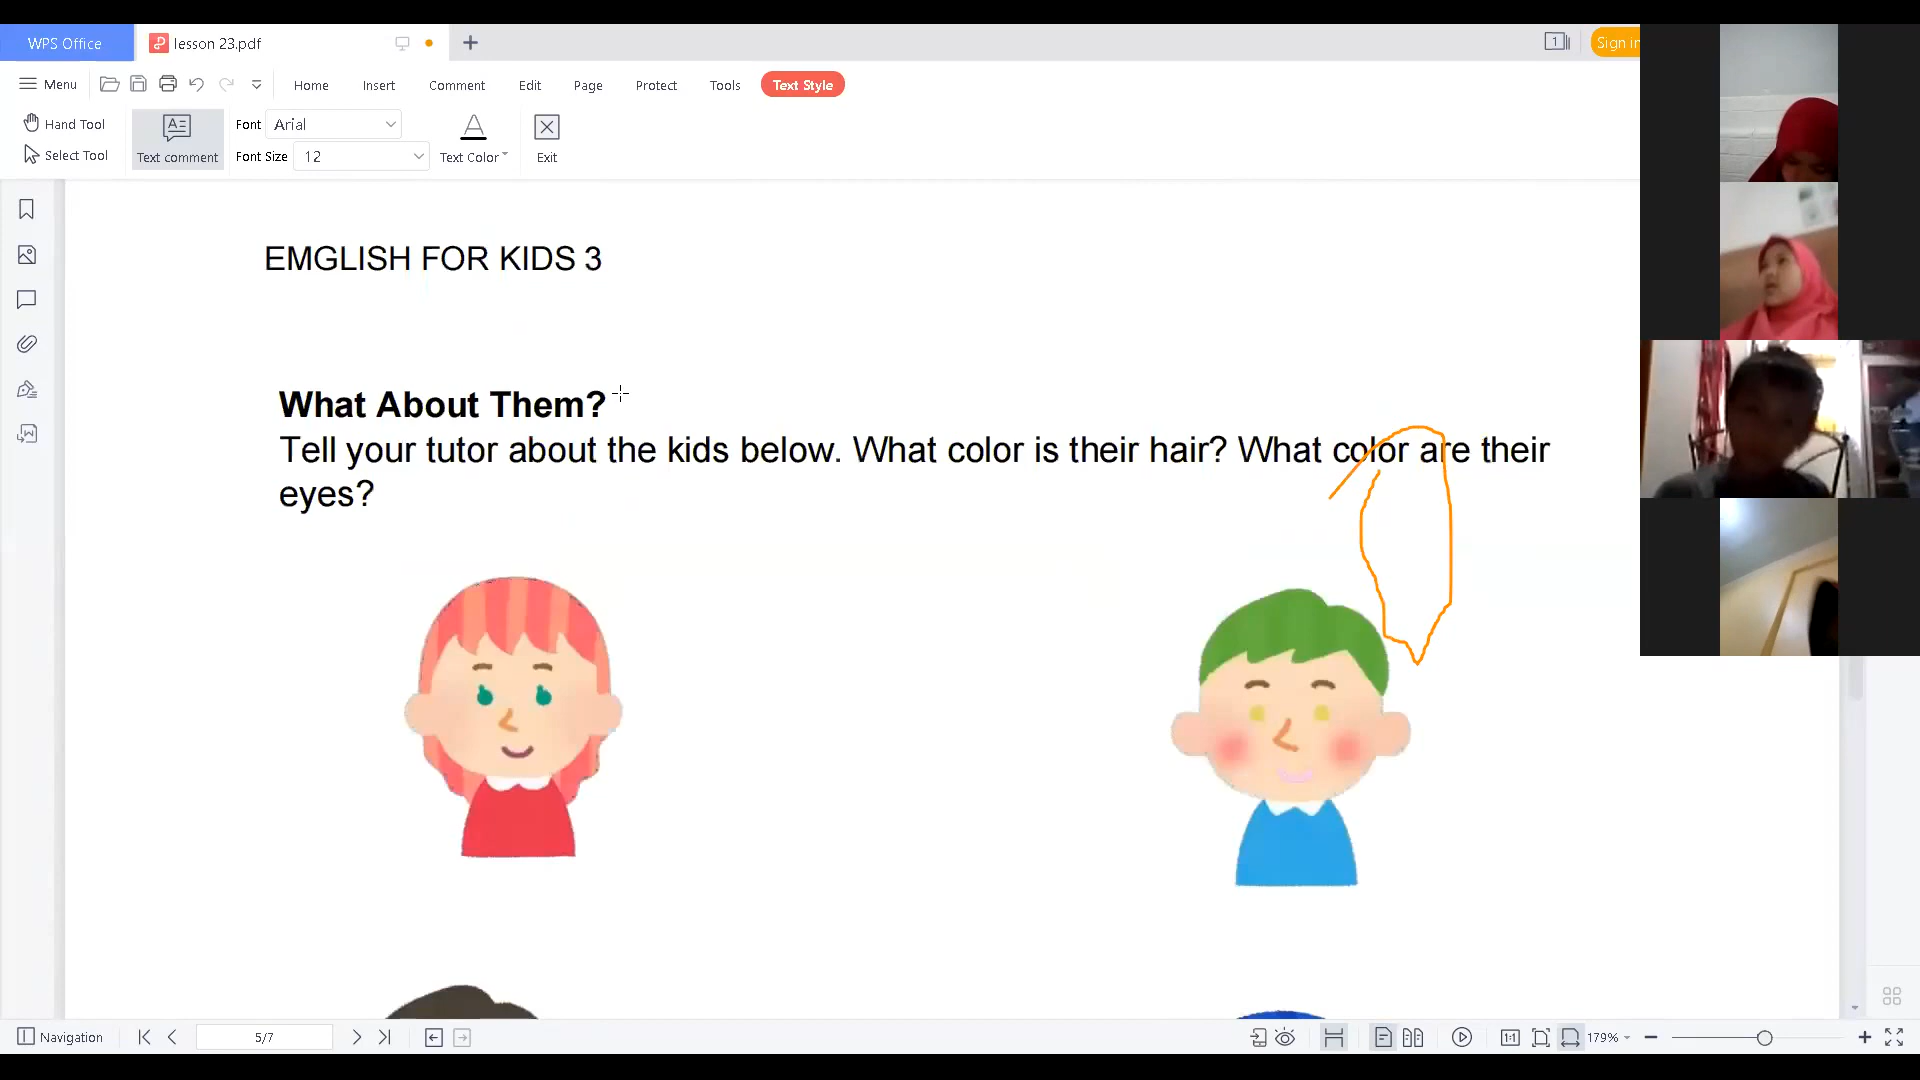 WPS Office
lesson 23.pdf
1
Sign in
Menu
Home
Insert
Comment
Edit
Page
Protect
Tools
Text Style
Hand Tool
Select Tool
Text comment
Font Arial
Font Size 12
Text Color
Exit
EMGLISH FOR KIDS 3
What About Them?
Tell your tutor about the kids below. What color is their hair? What color are their
eyes?
Navigation
5/7
1:1
179%